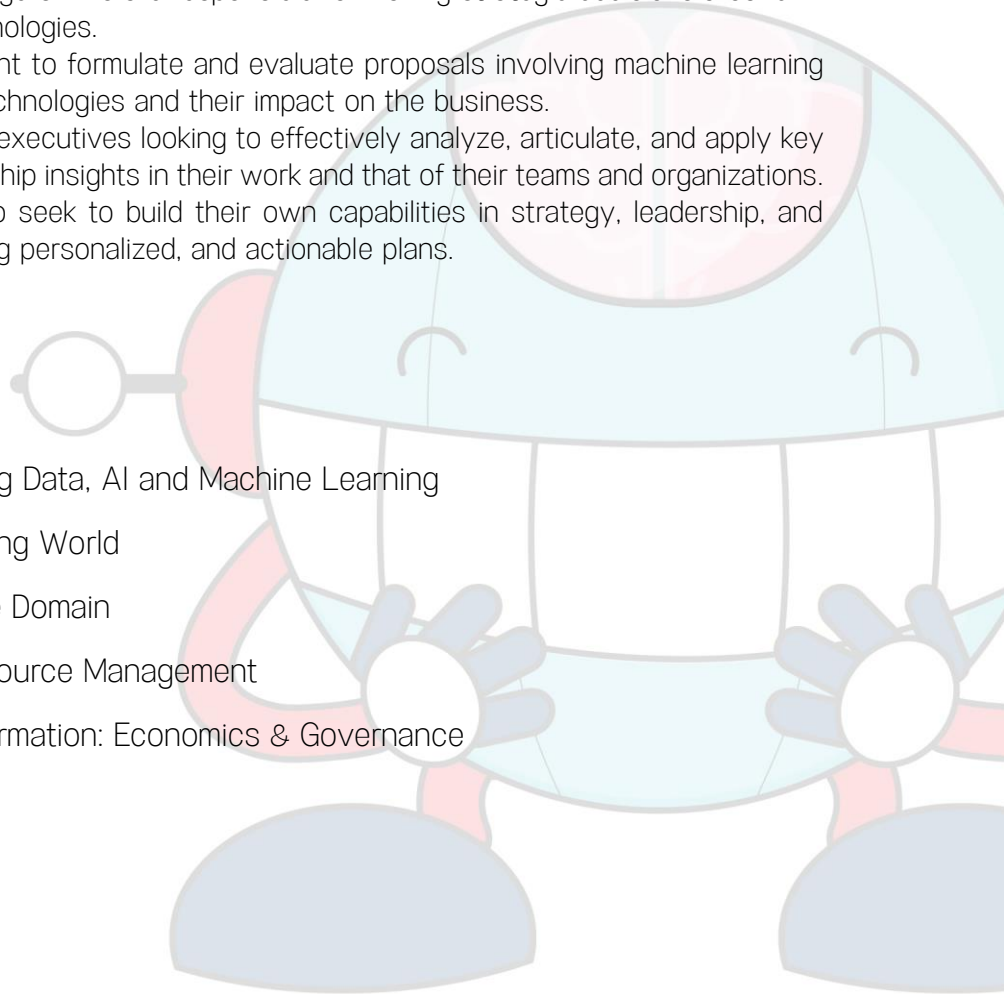 nologies.
nt to formulate and evaluate proposals involving machine learning
chnologies and their impact on the business.
executives looking to effectively analyze, articulate, and apply key
hip insights in their work and that of their teams and organizations.
o seek to build their own capabilities in strategy, leadership, and
g personalized, and actionable plans.
g Data, AI and Machine Learning
ng World
Domain
ource Management
rmation: Economics & Governance